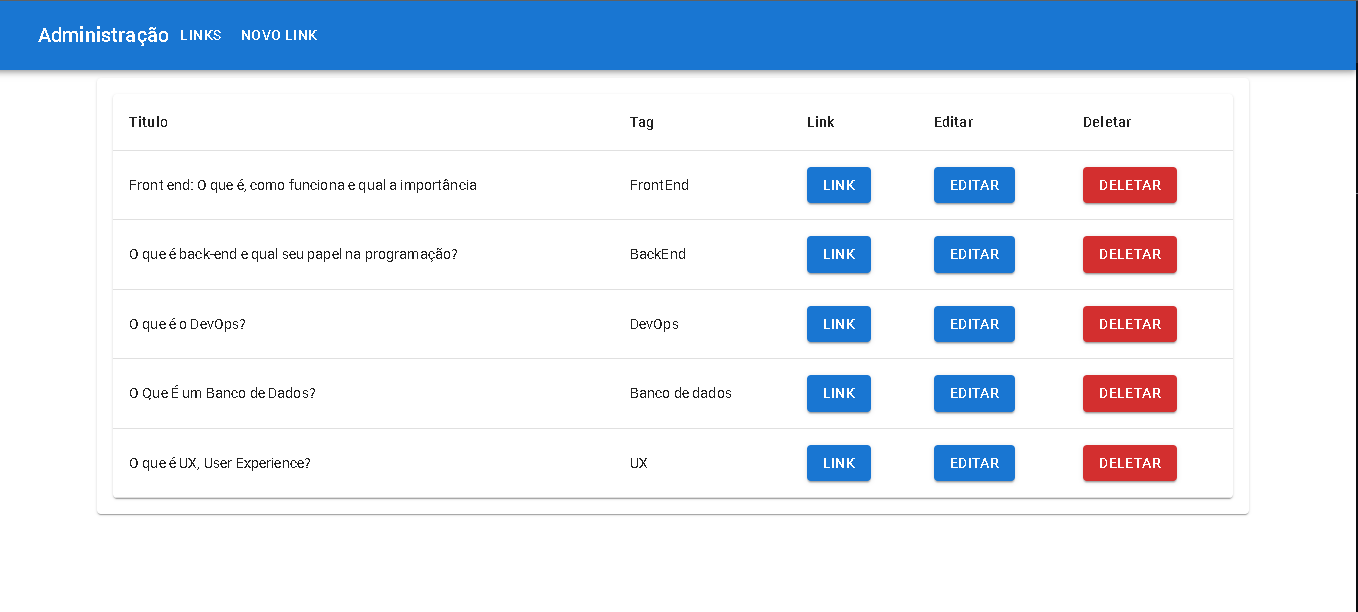 Administração LINKS NOVO LINK
Titulo Tag Link Editar Deletar
Front end: O que é, como funciona e qual a importância FrontEnd LINK EDITAR DELETAR
O que é back-end e qual seu papel na programação? BackEnd LINK EDITAR DELETAR
O que é o DevOps? DevOps LINK EDITAR DELETAR
O Que É um Banco de Dados? Banco de dados LINK EDITAR DELETAR
O que é UX, User Experience? UX LINK EDITAR DELETAR